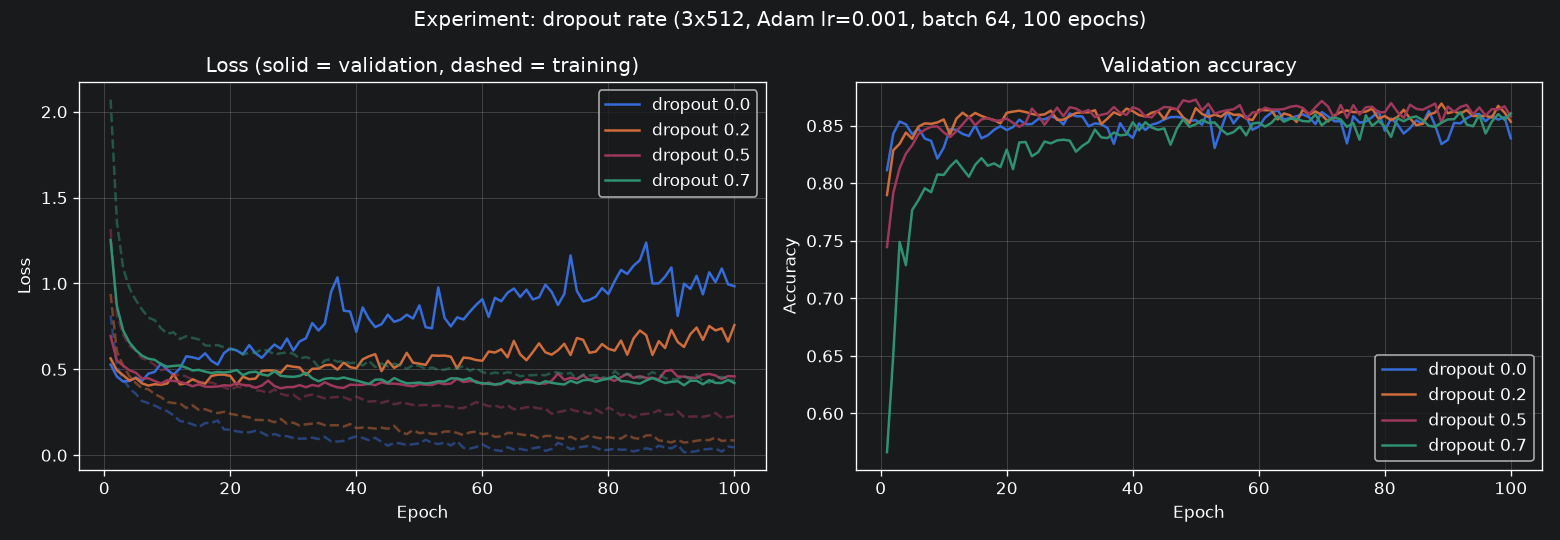 Experiment: dropout rate (3x512, Adam lr=0.001, batch 64, 100 epochs)
Loss (solid = validation, dashed = training)
2.0
1.5
1.0
0.5
0.0
Loss
0
20
40
60
80
100
Epoch
dropout 0.0
dropout 0.2
dropout 0.5
dropout 0.7
Validation accuracy
0.85
0.80
0.75
0.70
0.65
0.60
Accuracy
0
20
40
60
80
100
Epoch
dropout 0.0
dropout 0.2
dropout 0.5
dropout 0.7